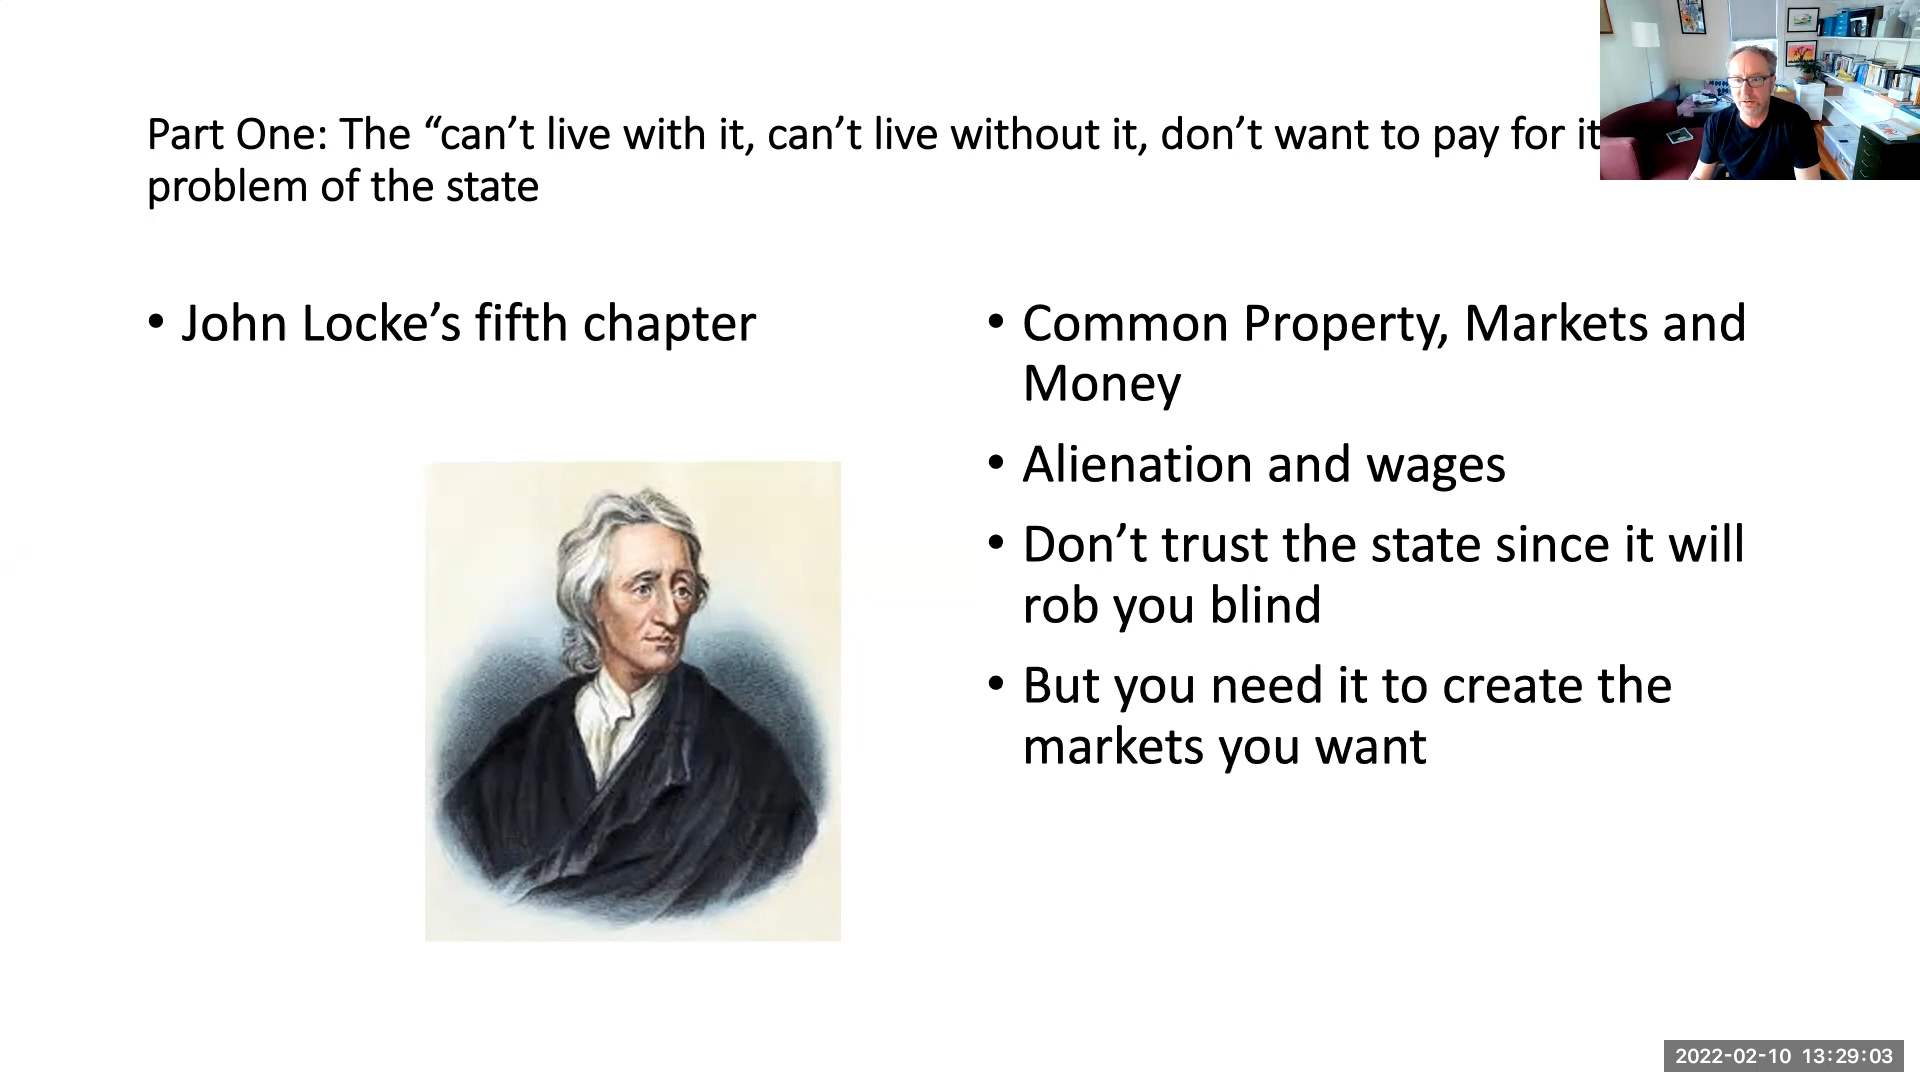 Part One: The “can’t live with it, can’t live without it, don’t want to pay for it
problem of the state
• John Locke’s fifth chapter
• Common Property, Markets and
Money
• Alienation and wages
• Don’t trust the state since it will
rob you blind
• But you need it to create the
markets you want
2022-02-10 13:29:03